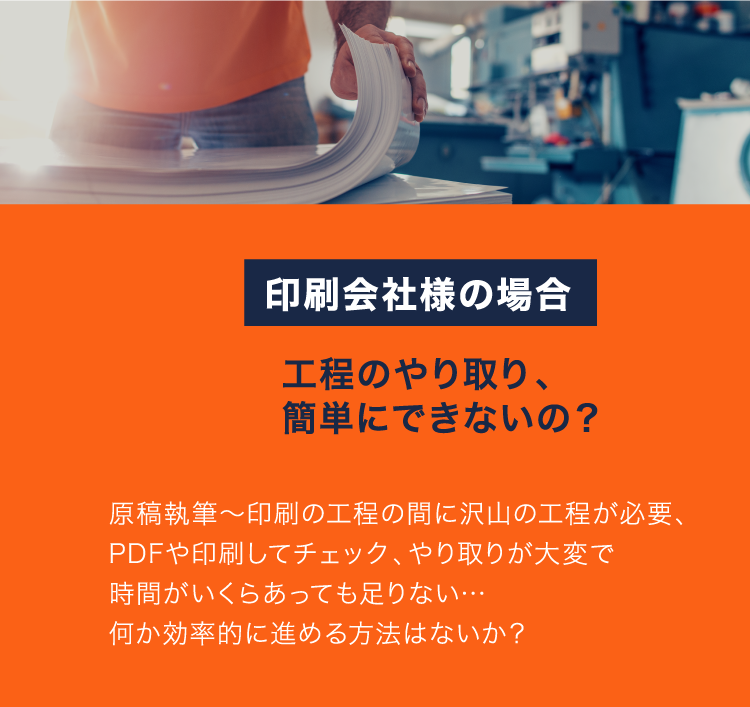 印刷会社様の場合
工程のやり取り、
簡単にできないの？
原稿執筆〜印刷の工程の間に沢山の工程が必要、
PDFや印刷してチェック、やり取りが大変で
時間がいくらあっても足りない…
何か効率的に進める方法はないか？